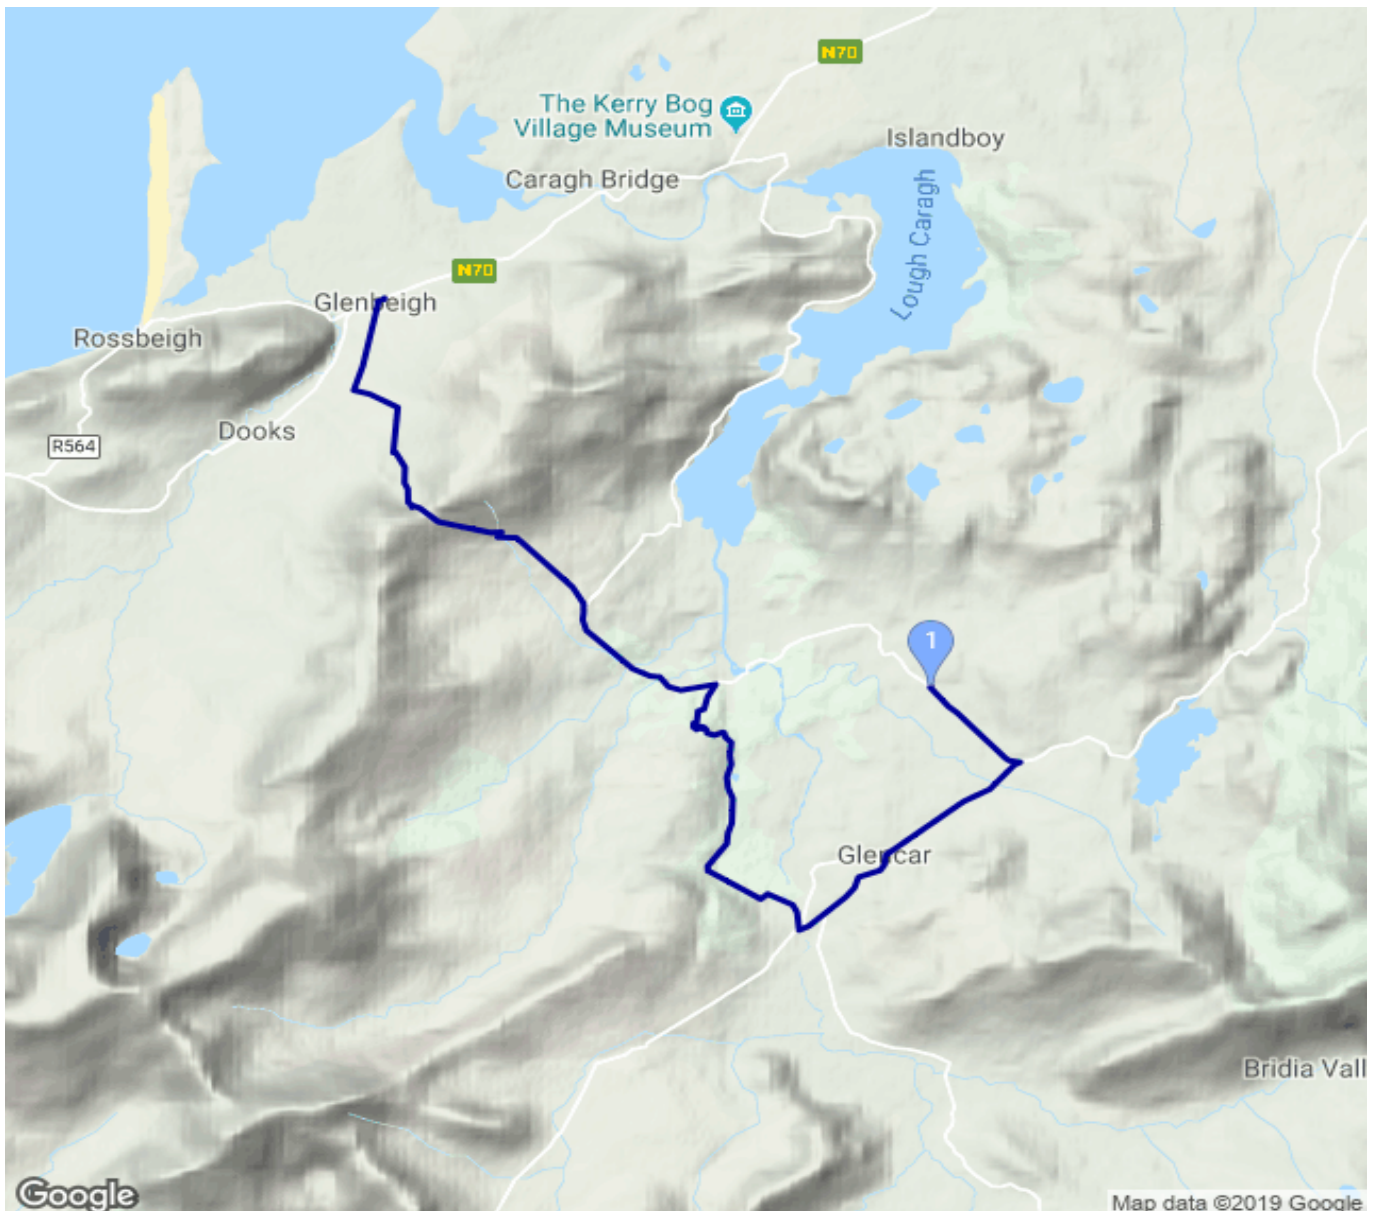 N70
The Kerry Bog
Village Museum
Islandboy
Caragh Bridge
Lough Caragh
N70
Glenbeigh
Rossbeigh
Dooks
R564
1
Glencar
Bridia Vall
Google
Map data ©2019 Google